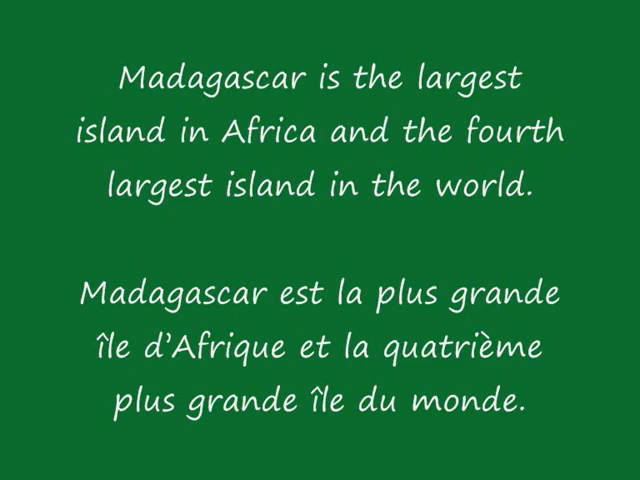 Madagascar is the largest
island in Africa and the fourth
largest island in the world.
Madagascar est la plus grande
île d'Afrique et la quatrième
plus grande île du monde.